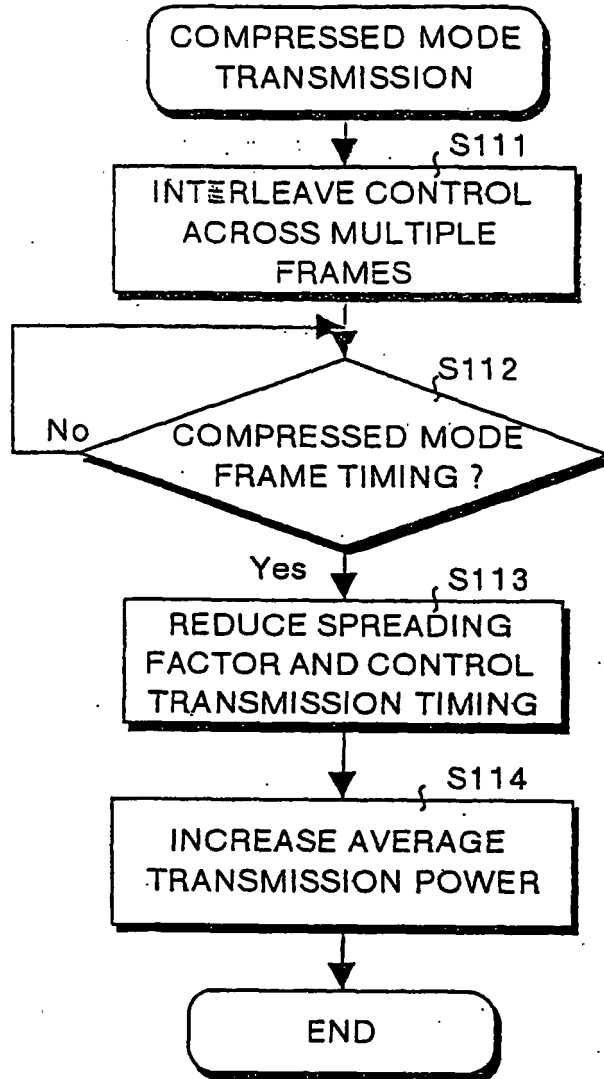 COMPRESSED MODE
TRANSMISSION
S111
INTERLEAVE CONTROL
ACROSS MULTIPLE
FRAMES
S112
No
COMPRESSED MODE
FRAME TIMING ?
Yes
S113
REDUCE SPREADING
FACTOR AND CONTROL
TRANSMISSION TIMING
S114
INCREASE AVERAGE
TRANSMISSION POWER
END